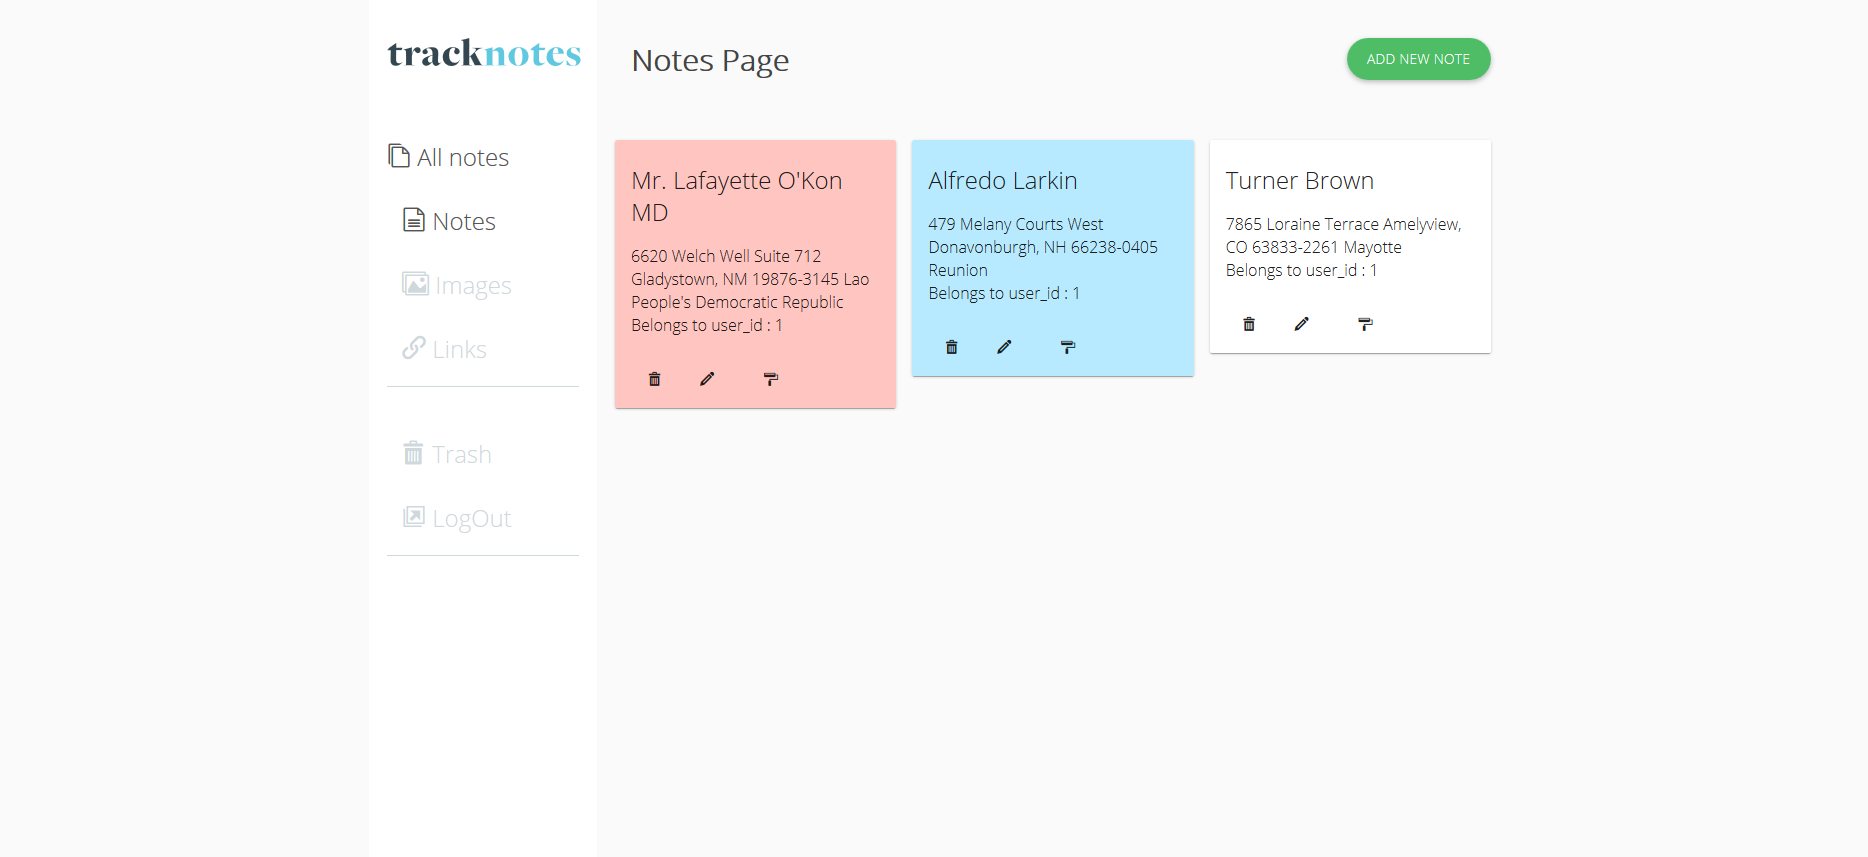 tracknotes
All notes
Notes
Images
Links
Trash
LogOut
Notes Page
ADD NEW NOTE
Mr. Lafayette O'Kon
MD
6620 Welch Well Suite 712
Gladystown, NM 19876-3145 Lao
People's Democratic Republic
Belongs to user_id : 1
Alfredo Larkin
479 Melany Courts West
Donavonburgh, NH 66238-0405
Reunion
Belongs to user_id : 1
Turner Brown
7865 Loraine Terrace Amelyview,
CO 63833-2261 Mayotte
Belongs to user_id : 1